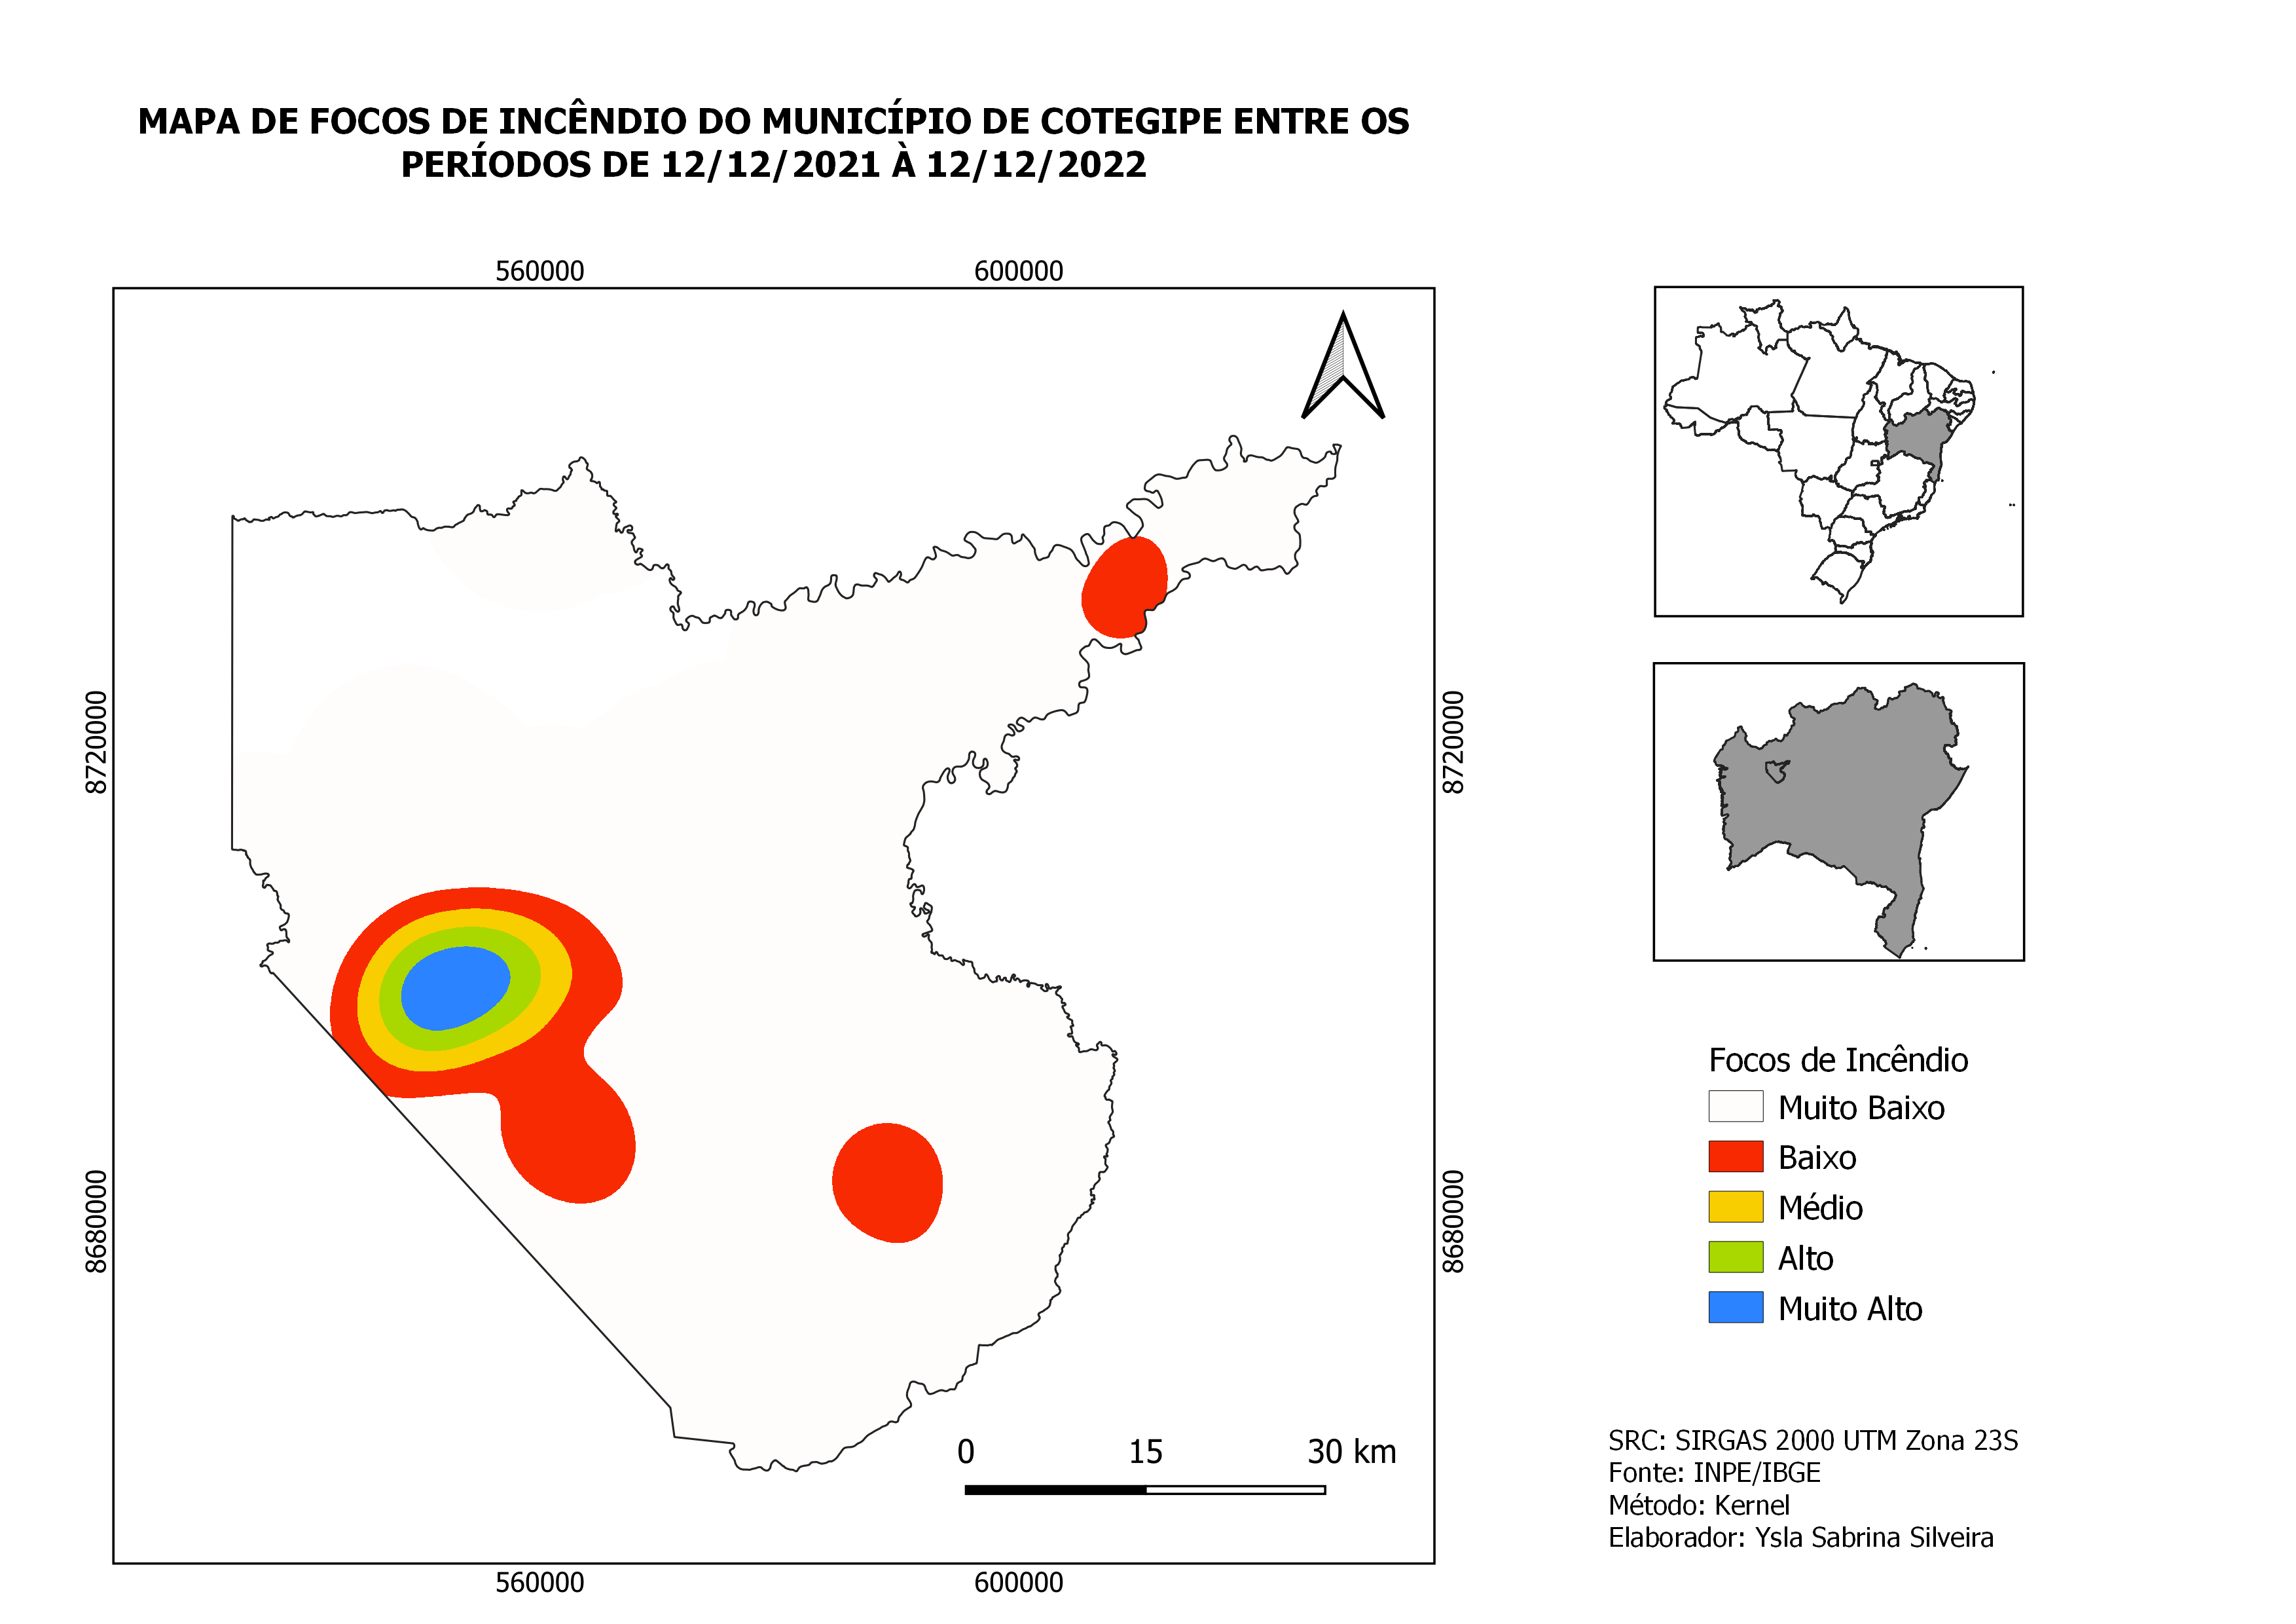 MAPA DE FOCOS DE INCÊNDIO DO MUNICÍPIO DE COTEGIPE ENTRE OS
PERÍODOS DE 12/12/2021 À 12/12/2022
560000
600000
8720000
8720000
8680000
8680000
0
15
30 km
560000
600000
Focos de Incêndio
Muito Baixo
Baixo
Médio
Alto
Muito Alto
SRC: SIRGAS 2000 UTM Zona 23S
Fonte: INPE/IBGE
Método: Kernel
Elaborador: Ysla Sabrina Silveira